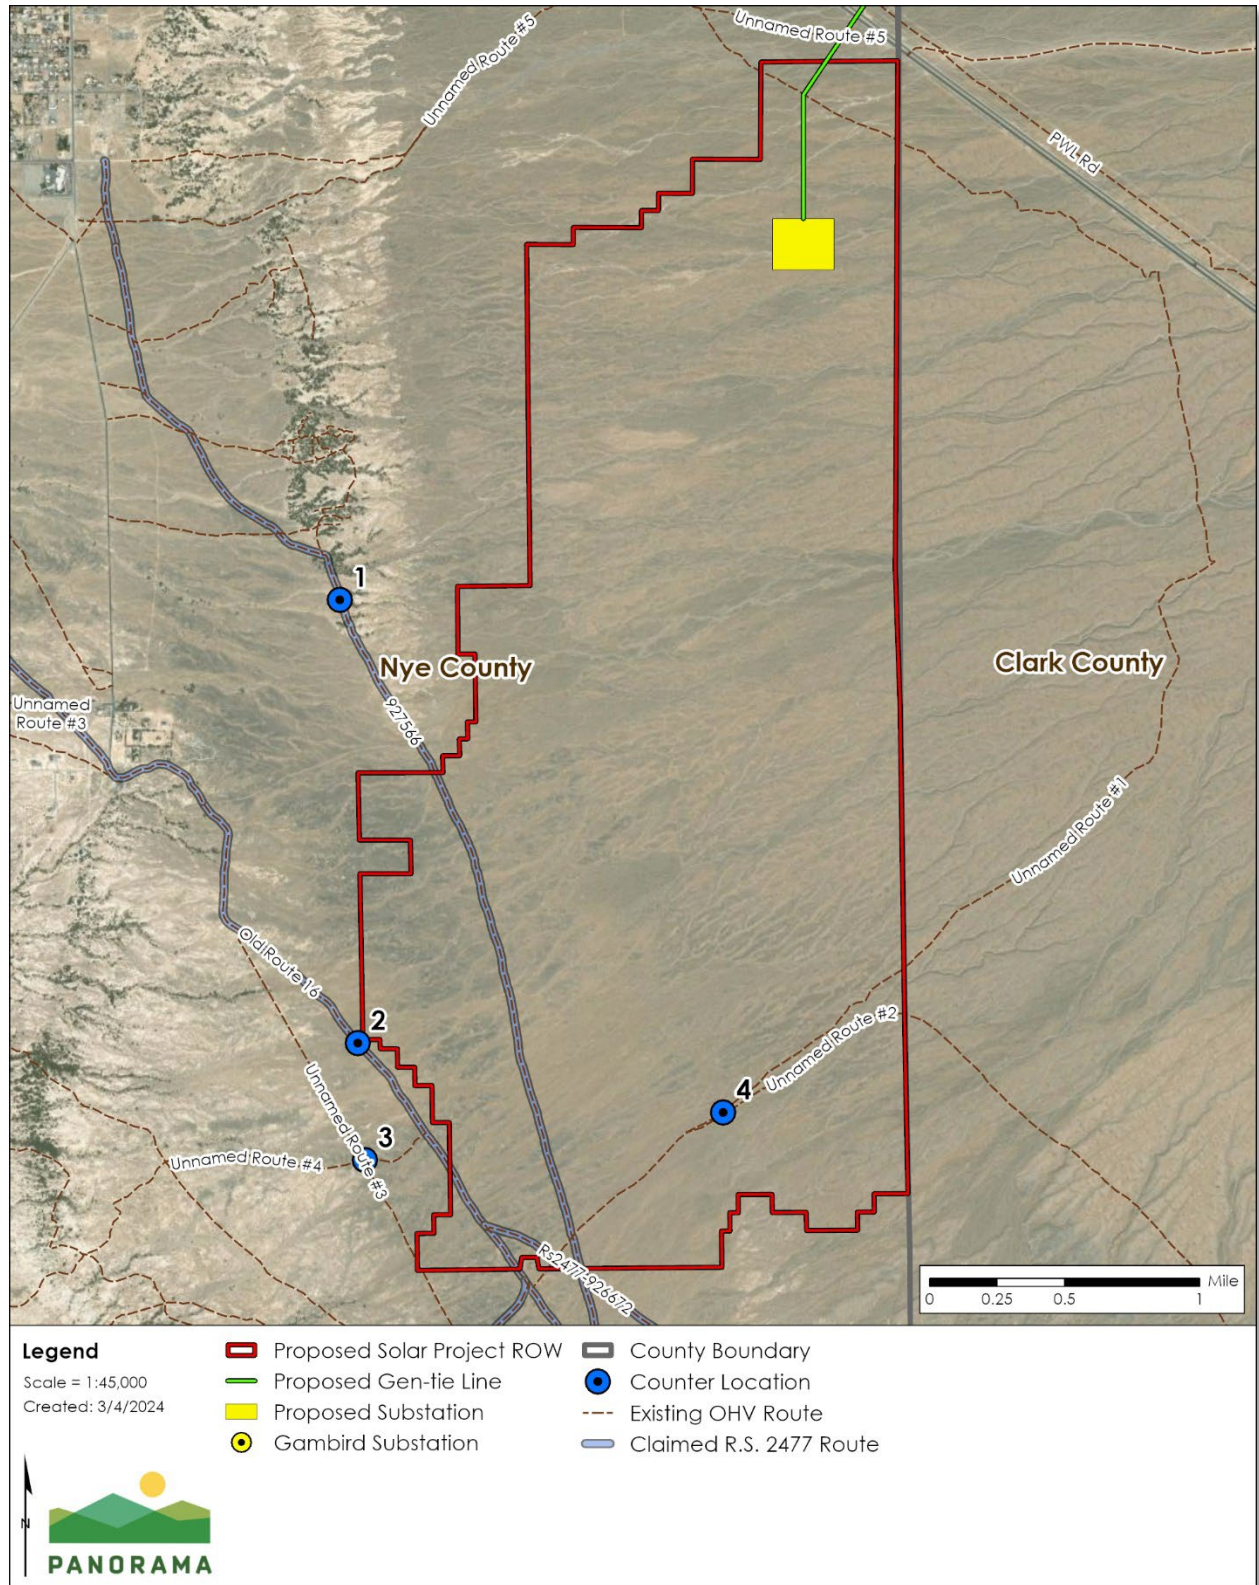 Unnamed Route #5
Unnamed Route #5
PWL Rd
1
Nye County
Clark County
927566
Unnamed
Route #3
Unnamed Route #1
Old Route 16
2
Unnamed Route #2
4
Unnamed Route #3
3
Unnamed Route #4
Rs2477-926672
Mile
0 0.25 0.5 1
Legend
Scale = 1:45,000
Created: 3/4/2024
Proposed Solar Project ROW
Proposed Gen-tie Line
Proposed Substation
Gambird Substation
County Boundary
Counter Location
Existing OHV Route
Claimed R.S. 2477 Route
N
PANORAMA